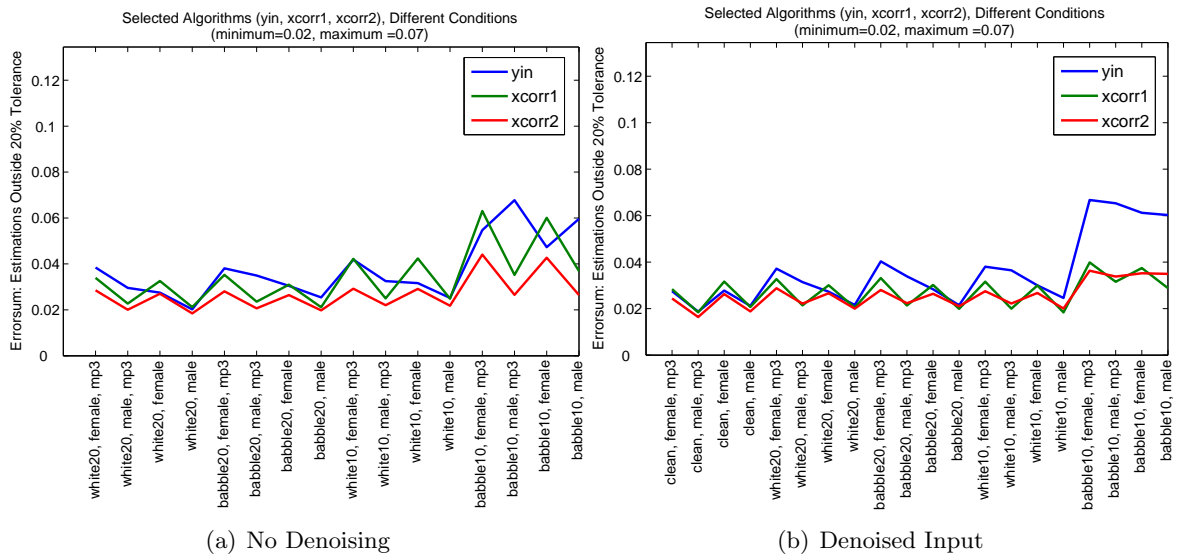 Selected Algorithms (yin, xcorr1, xcorr2), Different Conditions
(minimum=0.02, maximum =0.07)
Errorsum: Estimations Outside 20% Tolerance
0.12
0.1
0.08
0.06
0.04
0.02
0
yin
xcorr1
xcorr2
white20, female, mp3
white20, male, mp3
white20, female
white20, male
babble20, female, mp3
babble20, male, mp3
babble20, female
babble20, male
white10, female, mp3
white10, male, mp3
white10, female
white10, male
babble10, female, mp3
babble10, male, mp3
babble10, female
babble10, male
(a) No Denoising
Selected Algorithms (yin, xcorr1, xcorr2), Different Conditions
(minimum=0.02, maximum =0.07)
Errorsum: Estimations Outside 20% Tolerance
0.12
0.1
0.08
0.06
0.04
0.02
0
yin
xcorr1
xcorr2
clean, female, mp3
clean, male, mp3
clean, female
clean, male
white20, female, mp3
white20, male, mp3
white20, female
white20, male
babble20, female, mp3
babble20, male, mp3
babble20, female
babble20, male
white10, female, mp3
white10, male, mp3
white10, female
white10, male
babble10, female, mp3
babble10, male, mp3
babble10, female
babble10, male
(b) Denoised Input